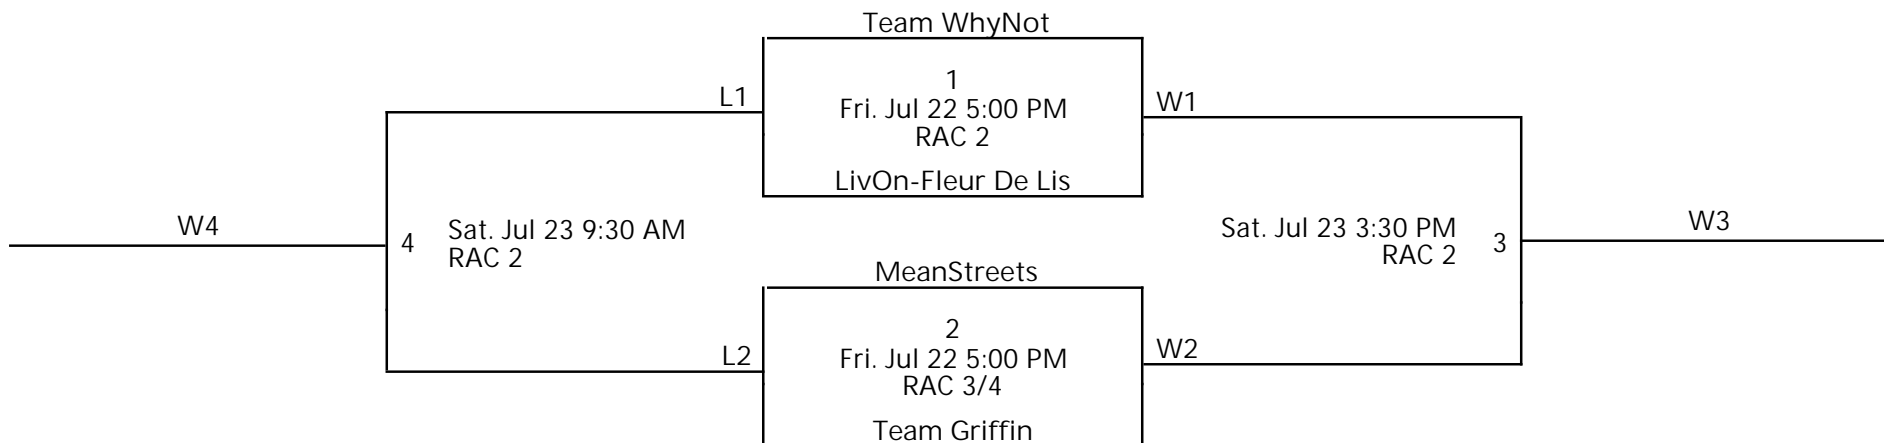 Team WhyNot
1
L1
Fri. Jul 22 5:00 PM
W1
RAC 2
LivOn-Fleur De Lis
W4
4
Sat. Jul 23 9:30 AM
RAC 2
Sat. Jul 23 3:30 PM
RAC 2
3
W3
MeanStreets
2
L2
Fri. Jul 22 5:00 PM
W2
RAC 3/4
Team Griffin